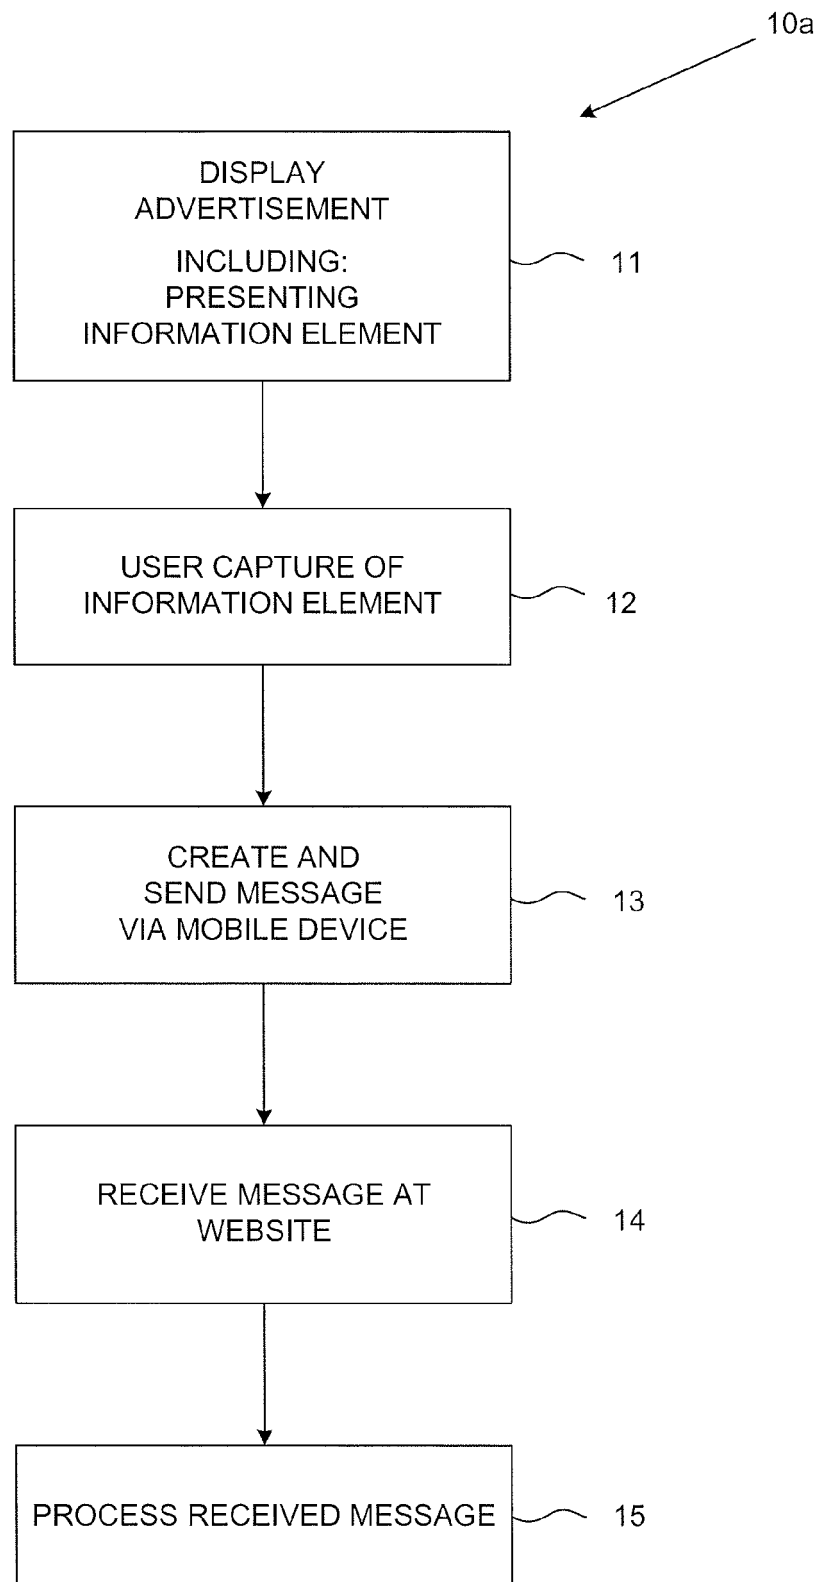 10a
DISPLAY
ADVERTISEMENT
INCLUDING:
PRESENTING
INFORMATION ELEMENT
11
USER CAPTURE OF
INFORMATION ELEMENT
12
CREATE AND
SEND MESSAGE
VIA MOBILE DEVICE
13
RECEIVE MESSAGE AT
WEBSITE
14
PROCESS RECEIVED MESSAGE
15